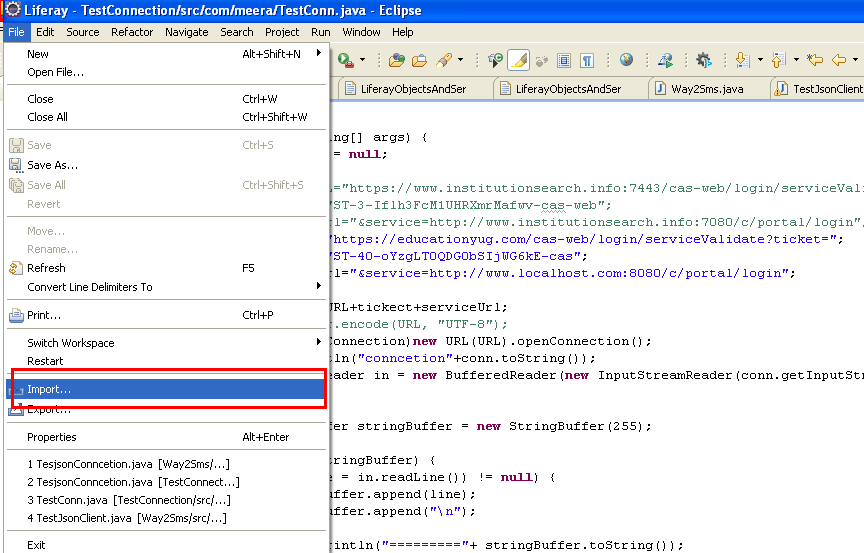 Liferay - TestConnection/src/com/meera/TestConn.java - Eclipse
File Edit Source Refactor Navigate Search Project Run Window Help
New Alt+Shift+N
Open File...
Close Ctrl+W
Close All Ctrl+Shift+W
Save Ctrl+S
Save As...
Save All Ctrl+Shift+S
Revert
Move...
Rename...
Refresh F5
Convert Line Delimiters To
Print... Ctrl+P
Switch Workspace
Restart
Import...
Export...
Properties Alt+Enter
1 TesjsonConncetion.java [Way2Sms/...]
2 TesjsonConncetion.java [TestConnect...]
3 TestConn.java [TestConnection/src/...]
4 TestJsonClient.java [Way2Sms/src/...]
Exit
LiferayObjectsAndSer LiferayObjectsAndSer Way2Sms.java TestJsonClient
ng[] args) {
= null;
L="https://www.institutionsearch.info:7443/cas-web/login/serviceVali
"ST-3-Iflh3FcM1UHRXmrMafwv-cas-web";
rl="&service=http://www.institutionsearch.info:7080/c/portal/login"
"https://educationyug.com/cas-web/login/serviceValidate?ticket=";
"ST-40-oYzgLT0QDG0bSIjWG6kE-cas";
rl="&service=http://www.localhost.com:8080/c/portal/login";
URL+tickect+serviceUrl;
r.encode(URL, "UTF-8");
Connection)new URL(URL).openConnection();
ln("conncetion"+conn.toString());
eader in = new BufferedReader(new InputStreamReader(conn.getInputStr
fer stringBuffer = new StringBuffer(255);
tringBuffer) {
e = in.readLine()) != null) {
uffer.append(line);
uffer.append("\n");
rintln("========="+ stringBuffer.toString());